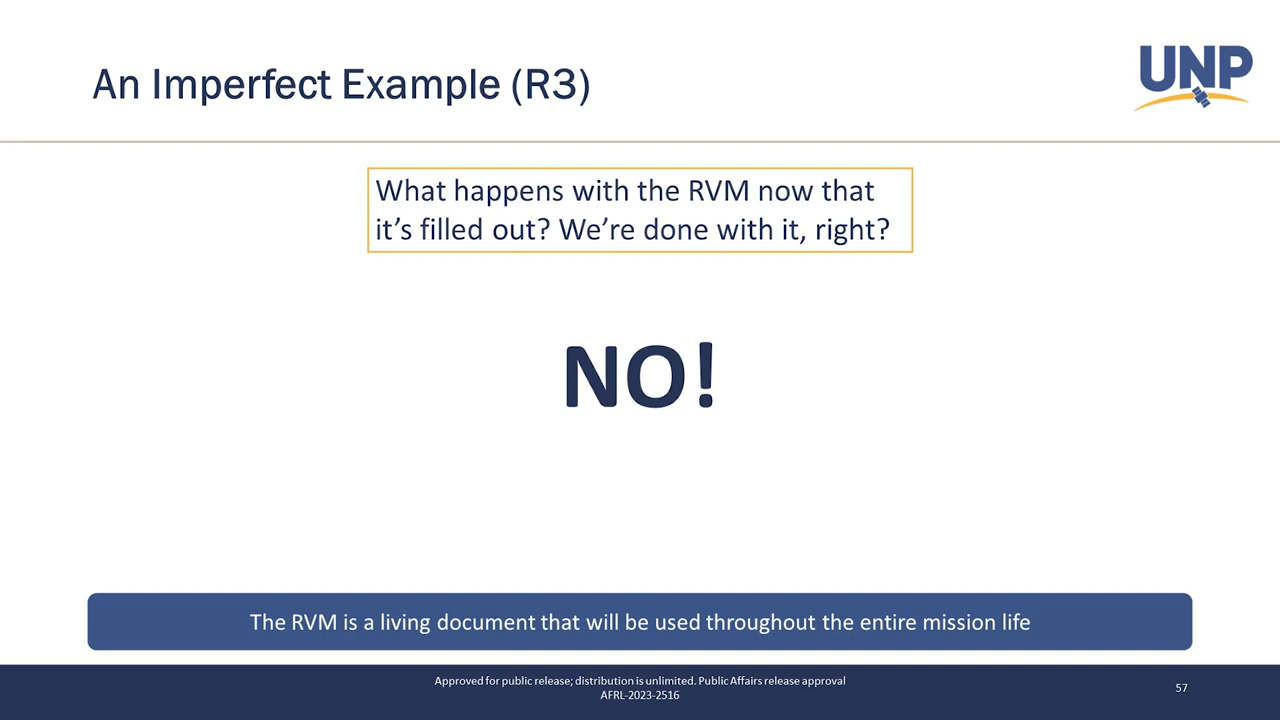 An Imperfect Example (R3)
UNP
What happens with the RVM now that
it’s filled out? We’re done with it, right?
NO!
The RVM is a living document that will be used throughout the entire mission life
Approved for public release; distribution is unlimited. Public Affairs release approval
AFRL-2023-2516
57